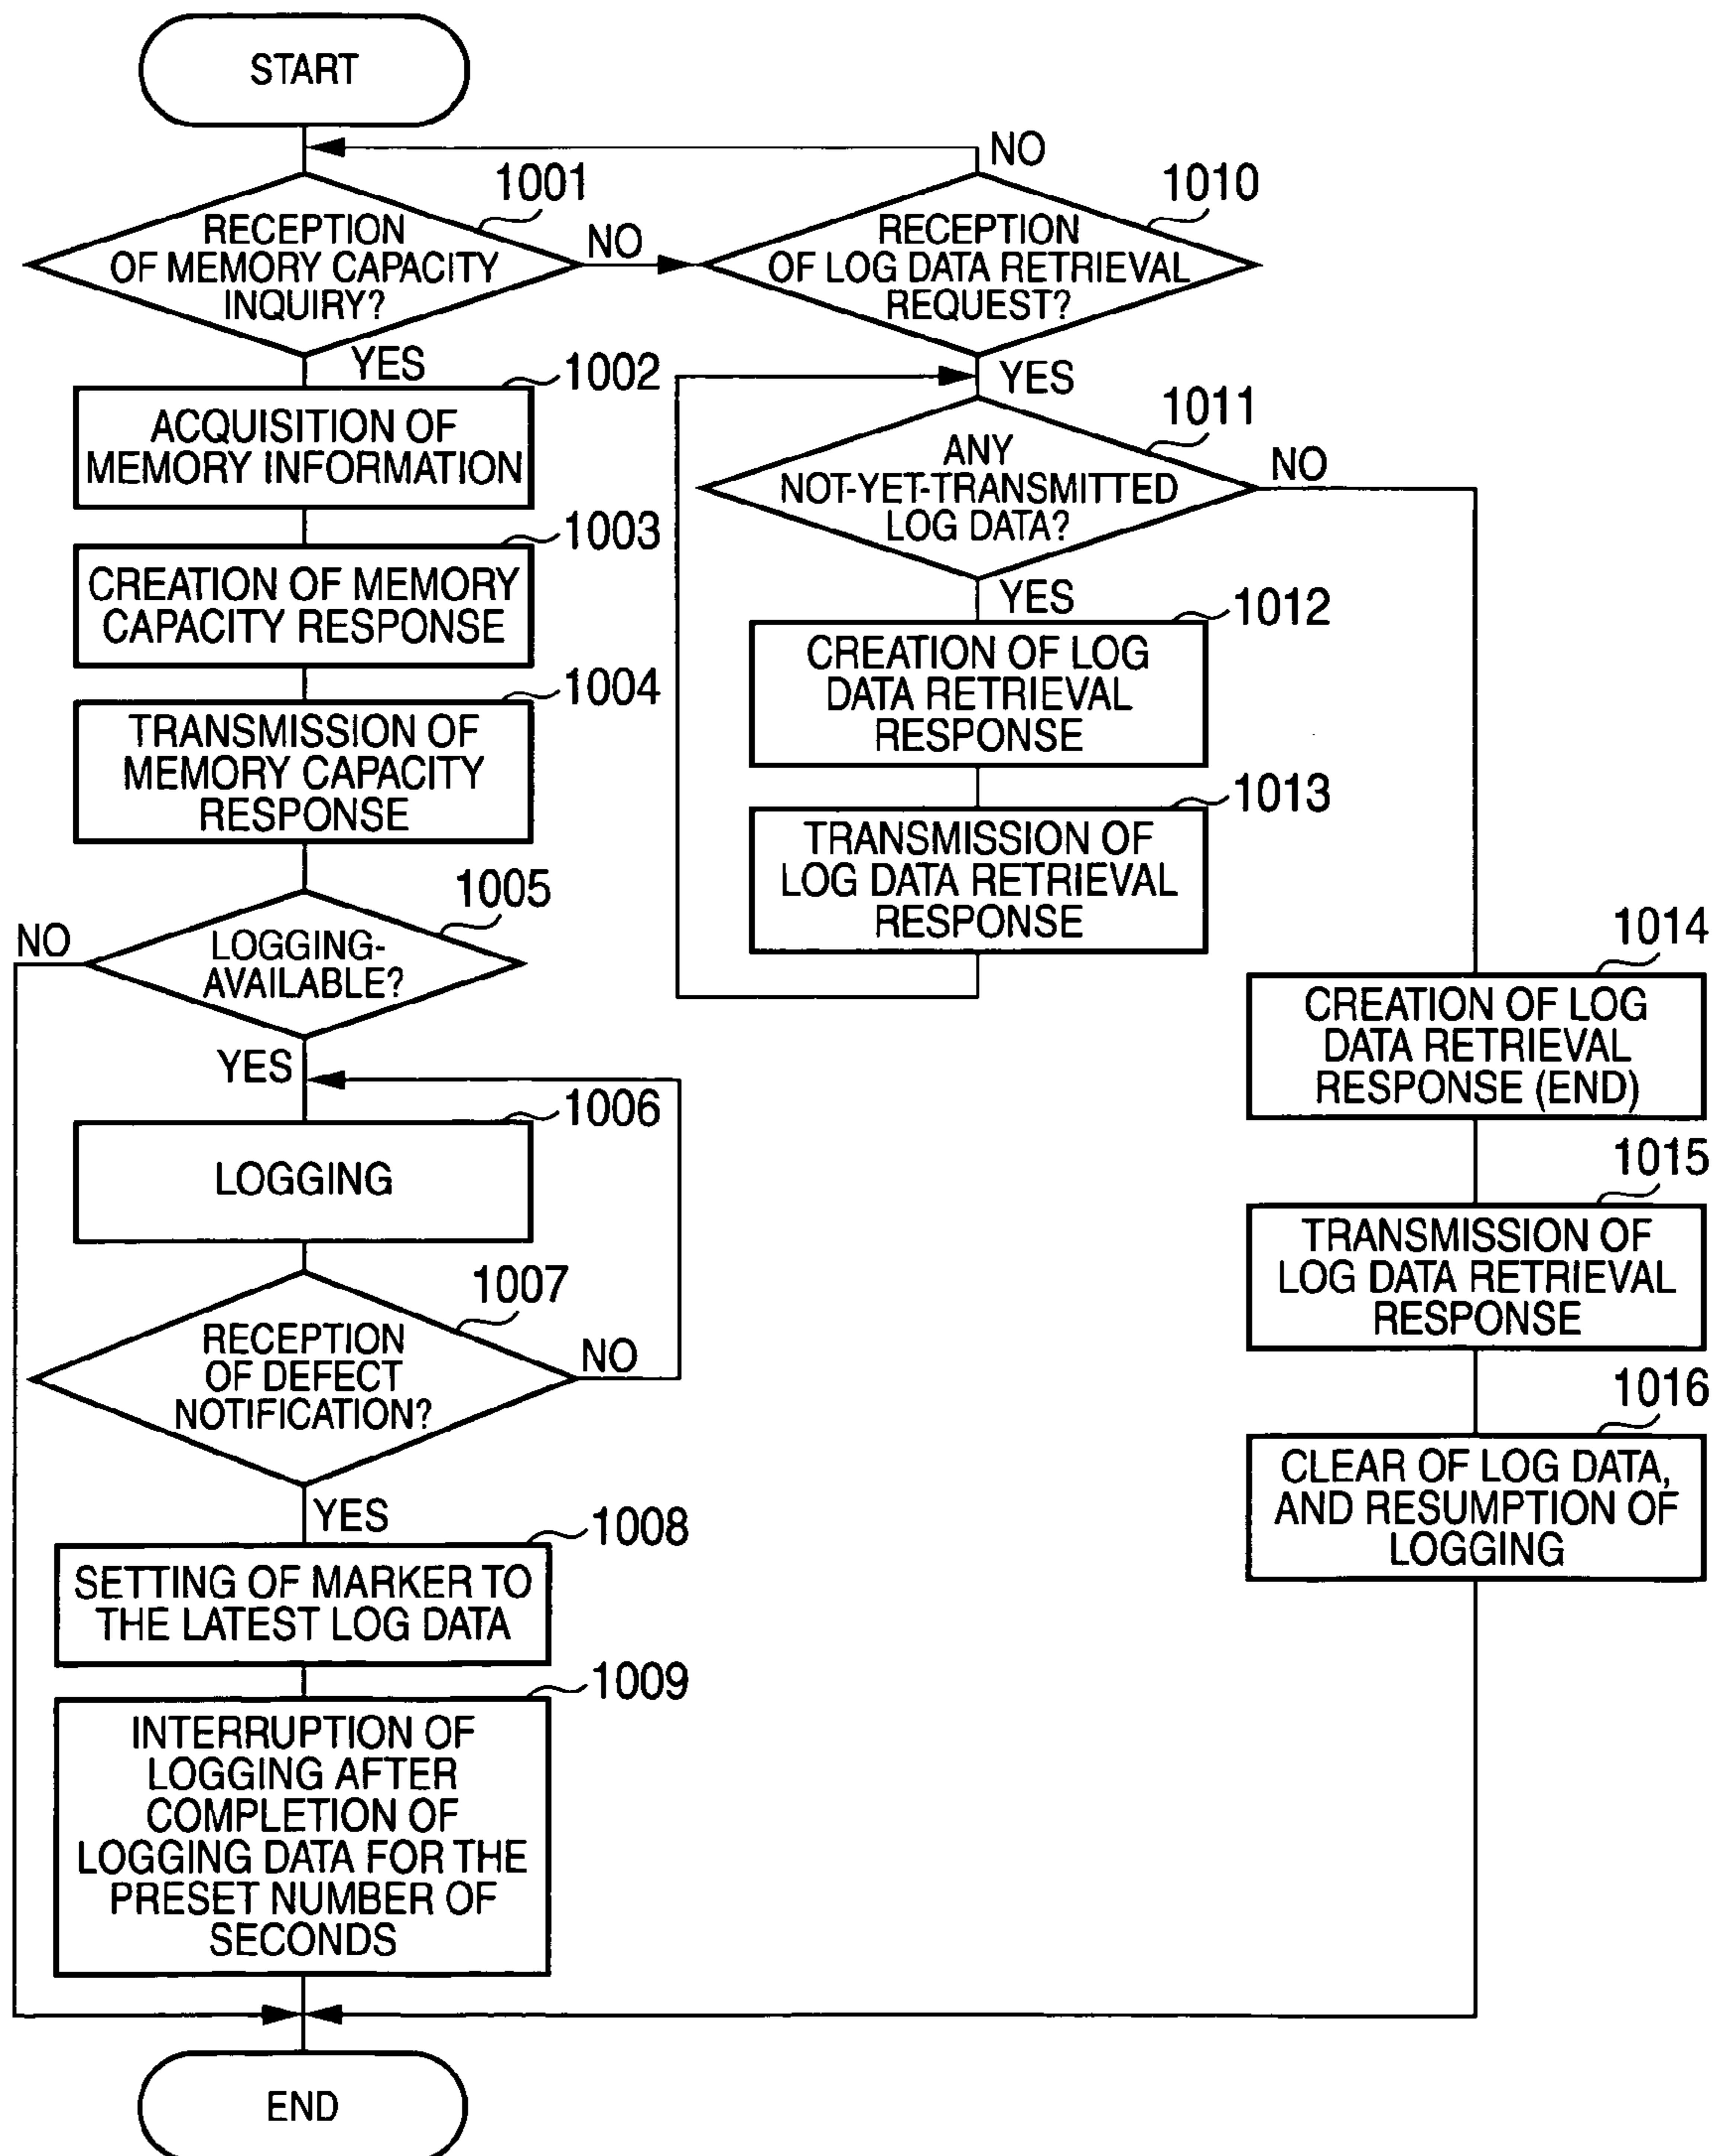 START
NO
1001
1010
RECEPTION
OF MEMORY CAPACITY
INQUIRY?
NO
RECEPTION
OF LOG DATA RETRIEVAL
REQUEST?
YES
1002
ACQUISITION OF
MEMORY INFORMATION
1003
CREATION OF MEMORY
CAPACITY RESPONSE
1004
TRANSMISSION OF
MEMORY CAPACITY
RESPONSE
1005
NO
LOGGING-
AVAILABLE?
YES
1006
LOGGING
1007
RECEPTION
OF DEFECT
NOTIFICATION?
NO
YES
1008
SETTING OF MARKER TO
THE LATEST LOG DATA
1009
INTERRUPTION OF
LOGGING AFTER
COMPLETION OF
LOGGING DATA FOR THE
PRESET NUMBER OF
SECONDS
YES
1011
ANY
NOT-YET-TRANSMITTED
LOG DATA?
NO
YES
1012
CREATION OF LOG
DATA RETRIEVAL
RESPONSE
1013
TRANSMISSION OF
LOG DATA RETRIEVAL
RESPONSE
1014
CREATION OF LOG
DATA RETRIEVAL
RESPONSE (END)
1015
TRANSMISSION OF
LOG DATA RETRIEVAL
RESPONSE
1016
CLEAR OF LOG DATA,
AND RESUMPTION OF
LOGGING
END